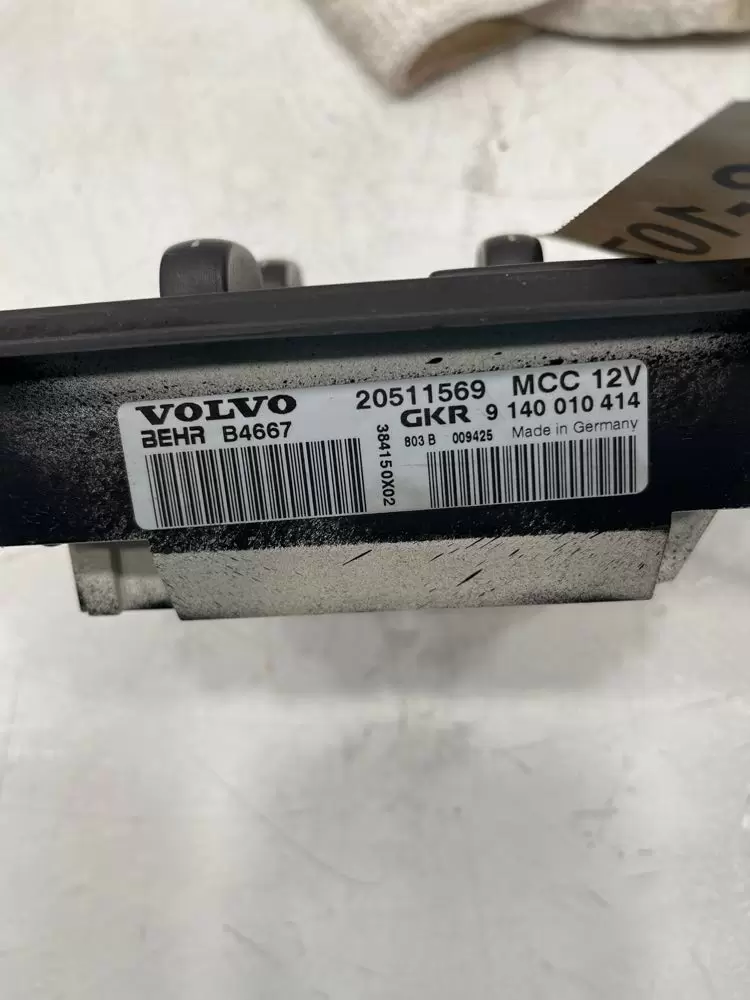 VOLVO 20511569 MCC 12V
BEHR B4667 GKR 9 140 010 414
384150X02
803 B 009425 Made in Germany